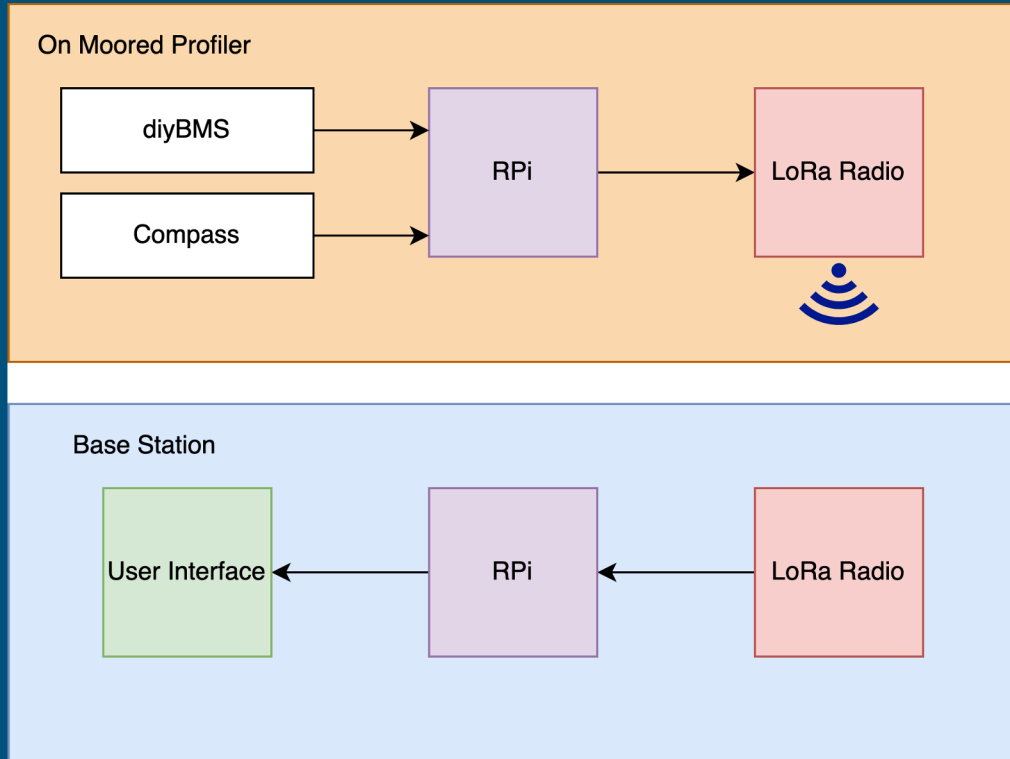 On Moored Profiler
diyBMS
Compass
RPi
LoRa Radio
Base Station
User Interface
RPi
LoRa Radio